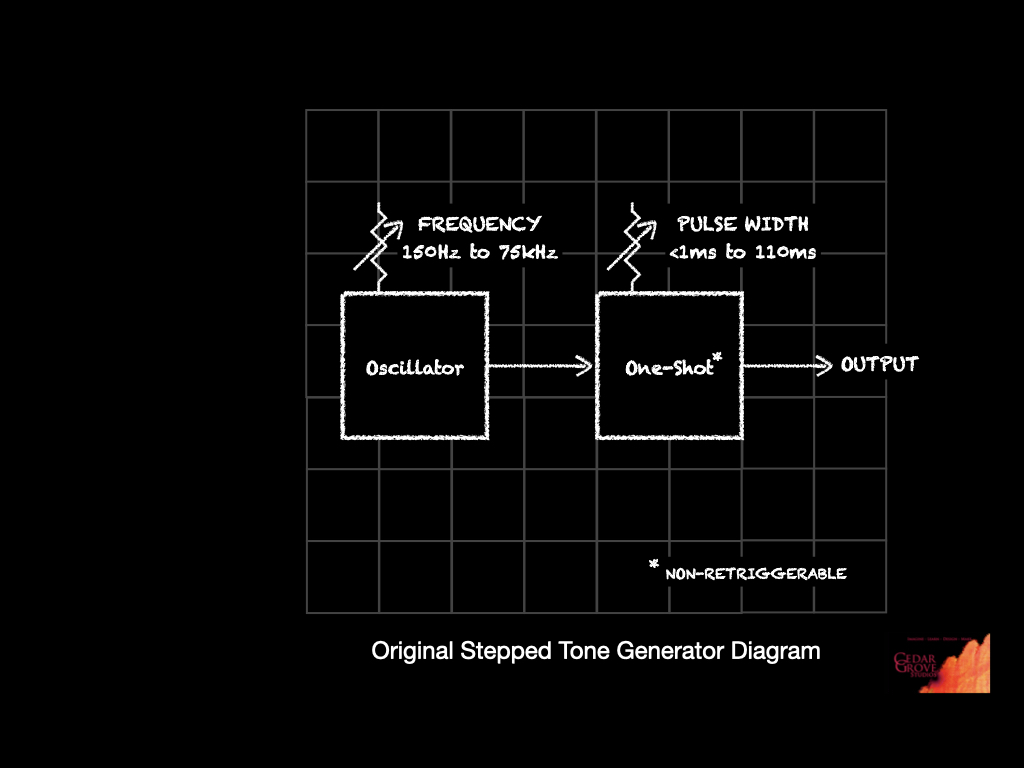 FREQUENCY
150Hz to 75kHz
PULSE WIDTH
<1ms to 110ms
Oscillator
One-Shot*
OUTPUT
* NON-RETRIGGERABLE
Original Stepped Tone Generator Diagram
CEDAR
GROVE
STUDIOS